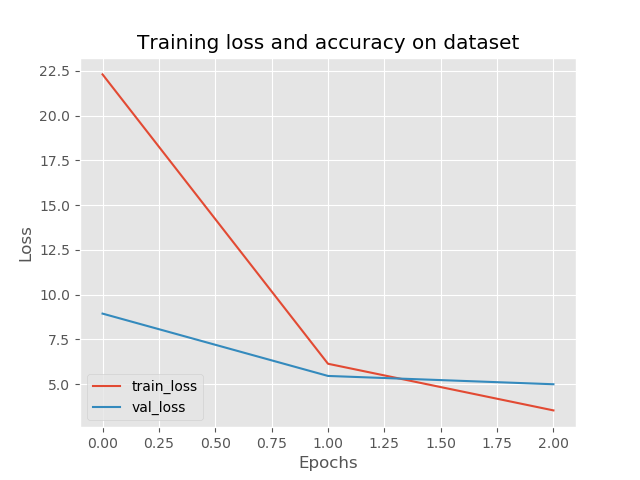 Training loss and accuracy on dataset
22.5
20.0
17.5
15.0
12.5
10.0
7.5
5.0
Loss
train_loss
val_loss
0.00 0.25 0.50 0.75 1.00 1.25 1.50 1.75 2.00
Epochs